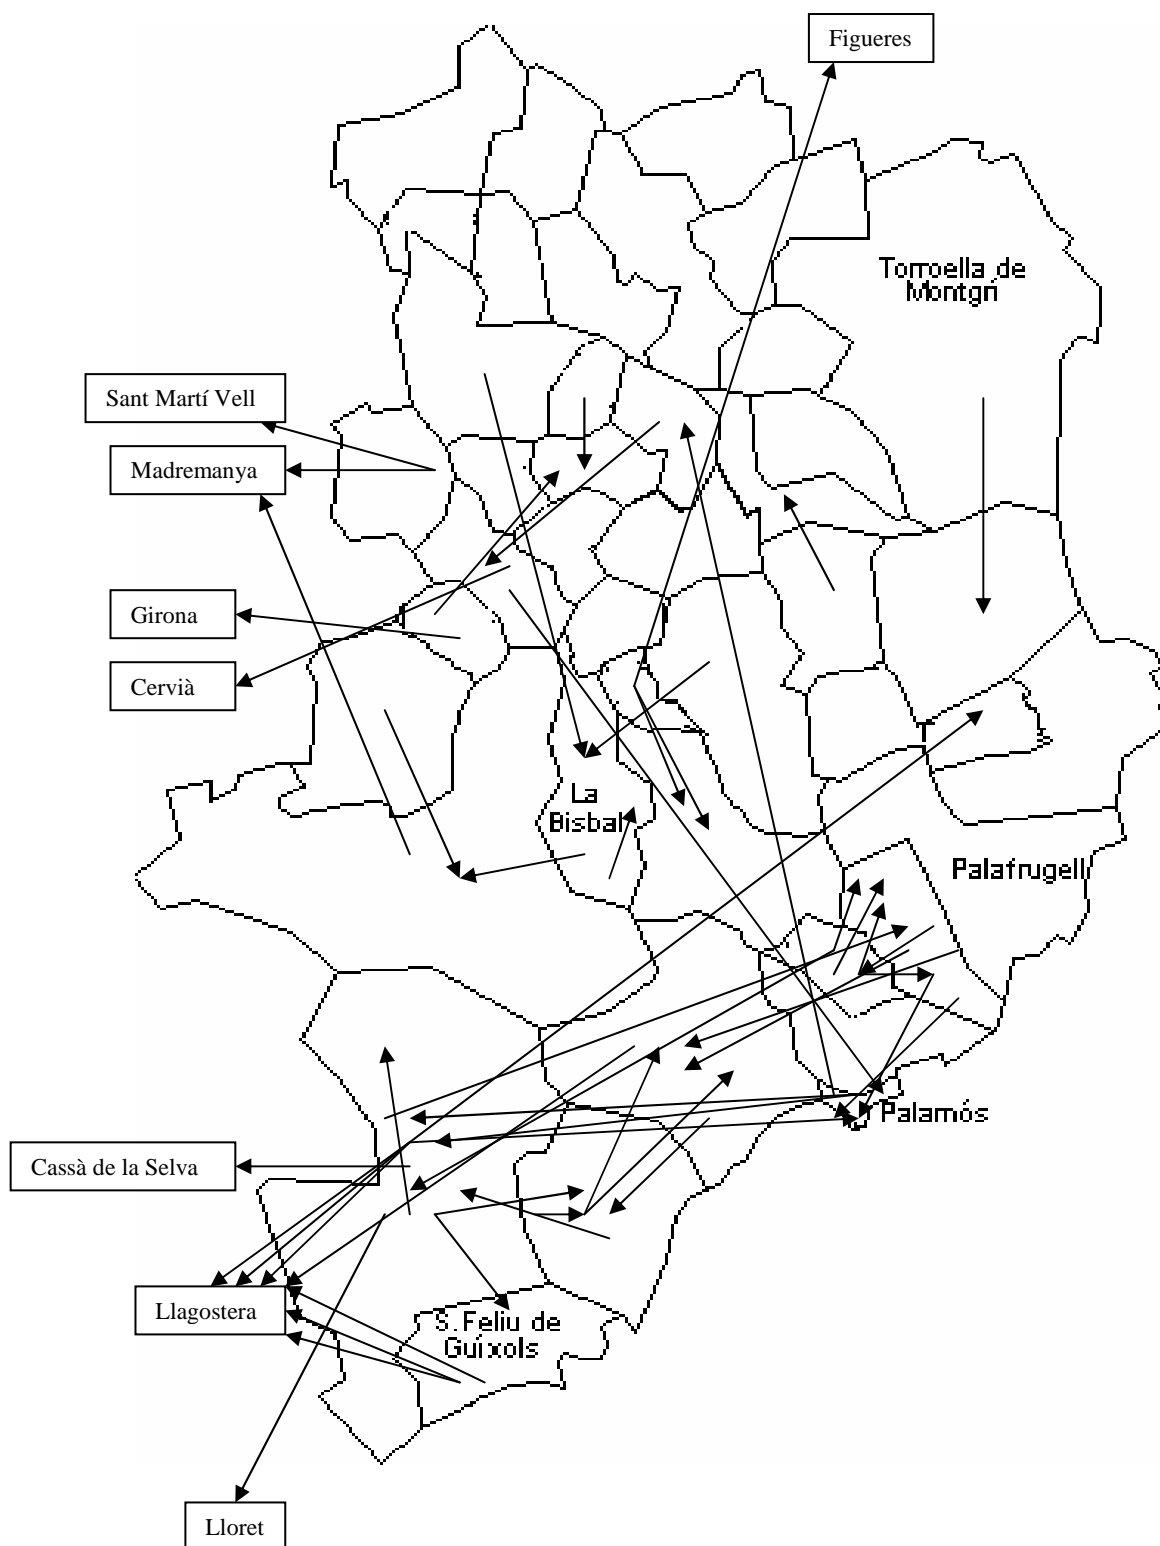 Figueres
Torroella de
Montgrí
Sant Martí Vell
Madremanya
Girona
Cervià
La
Bisbal
Palafrugell
Palamós
Cassà de la Selva
Llagostera
S. Feliu de
Guíxols
Lloret